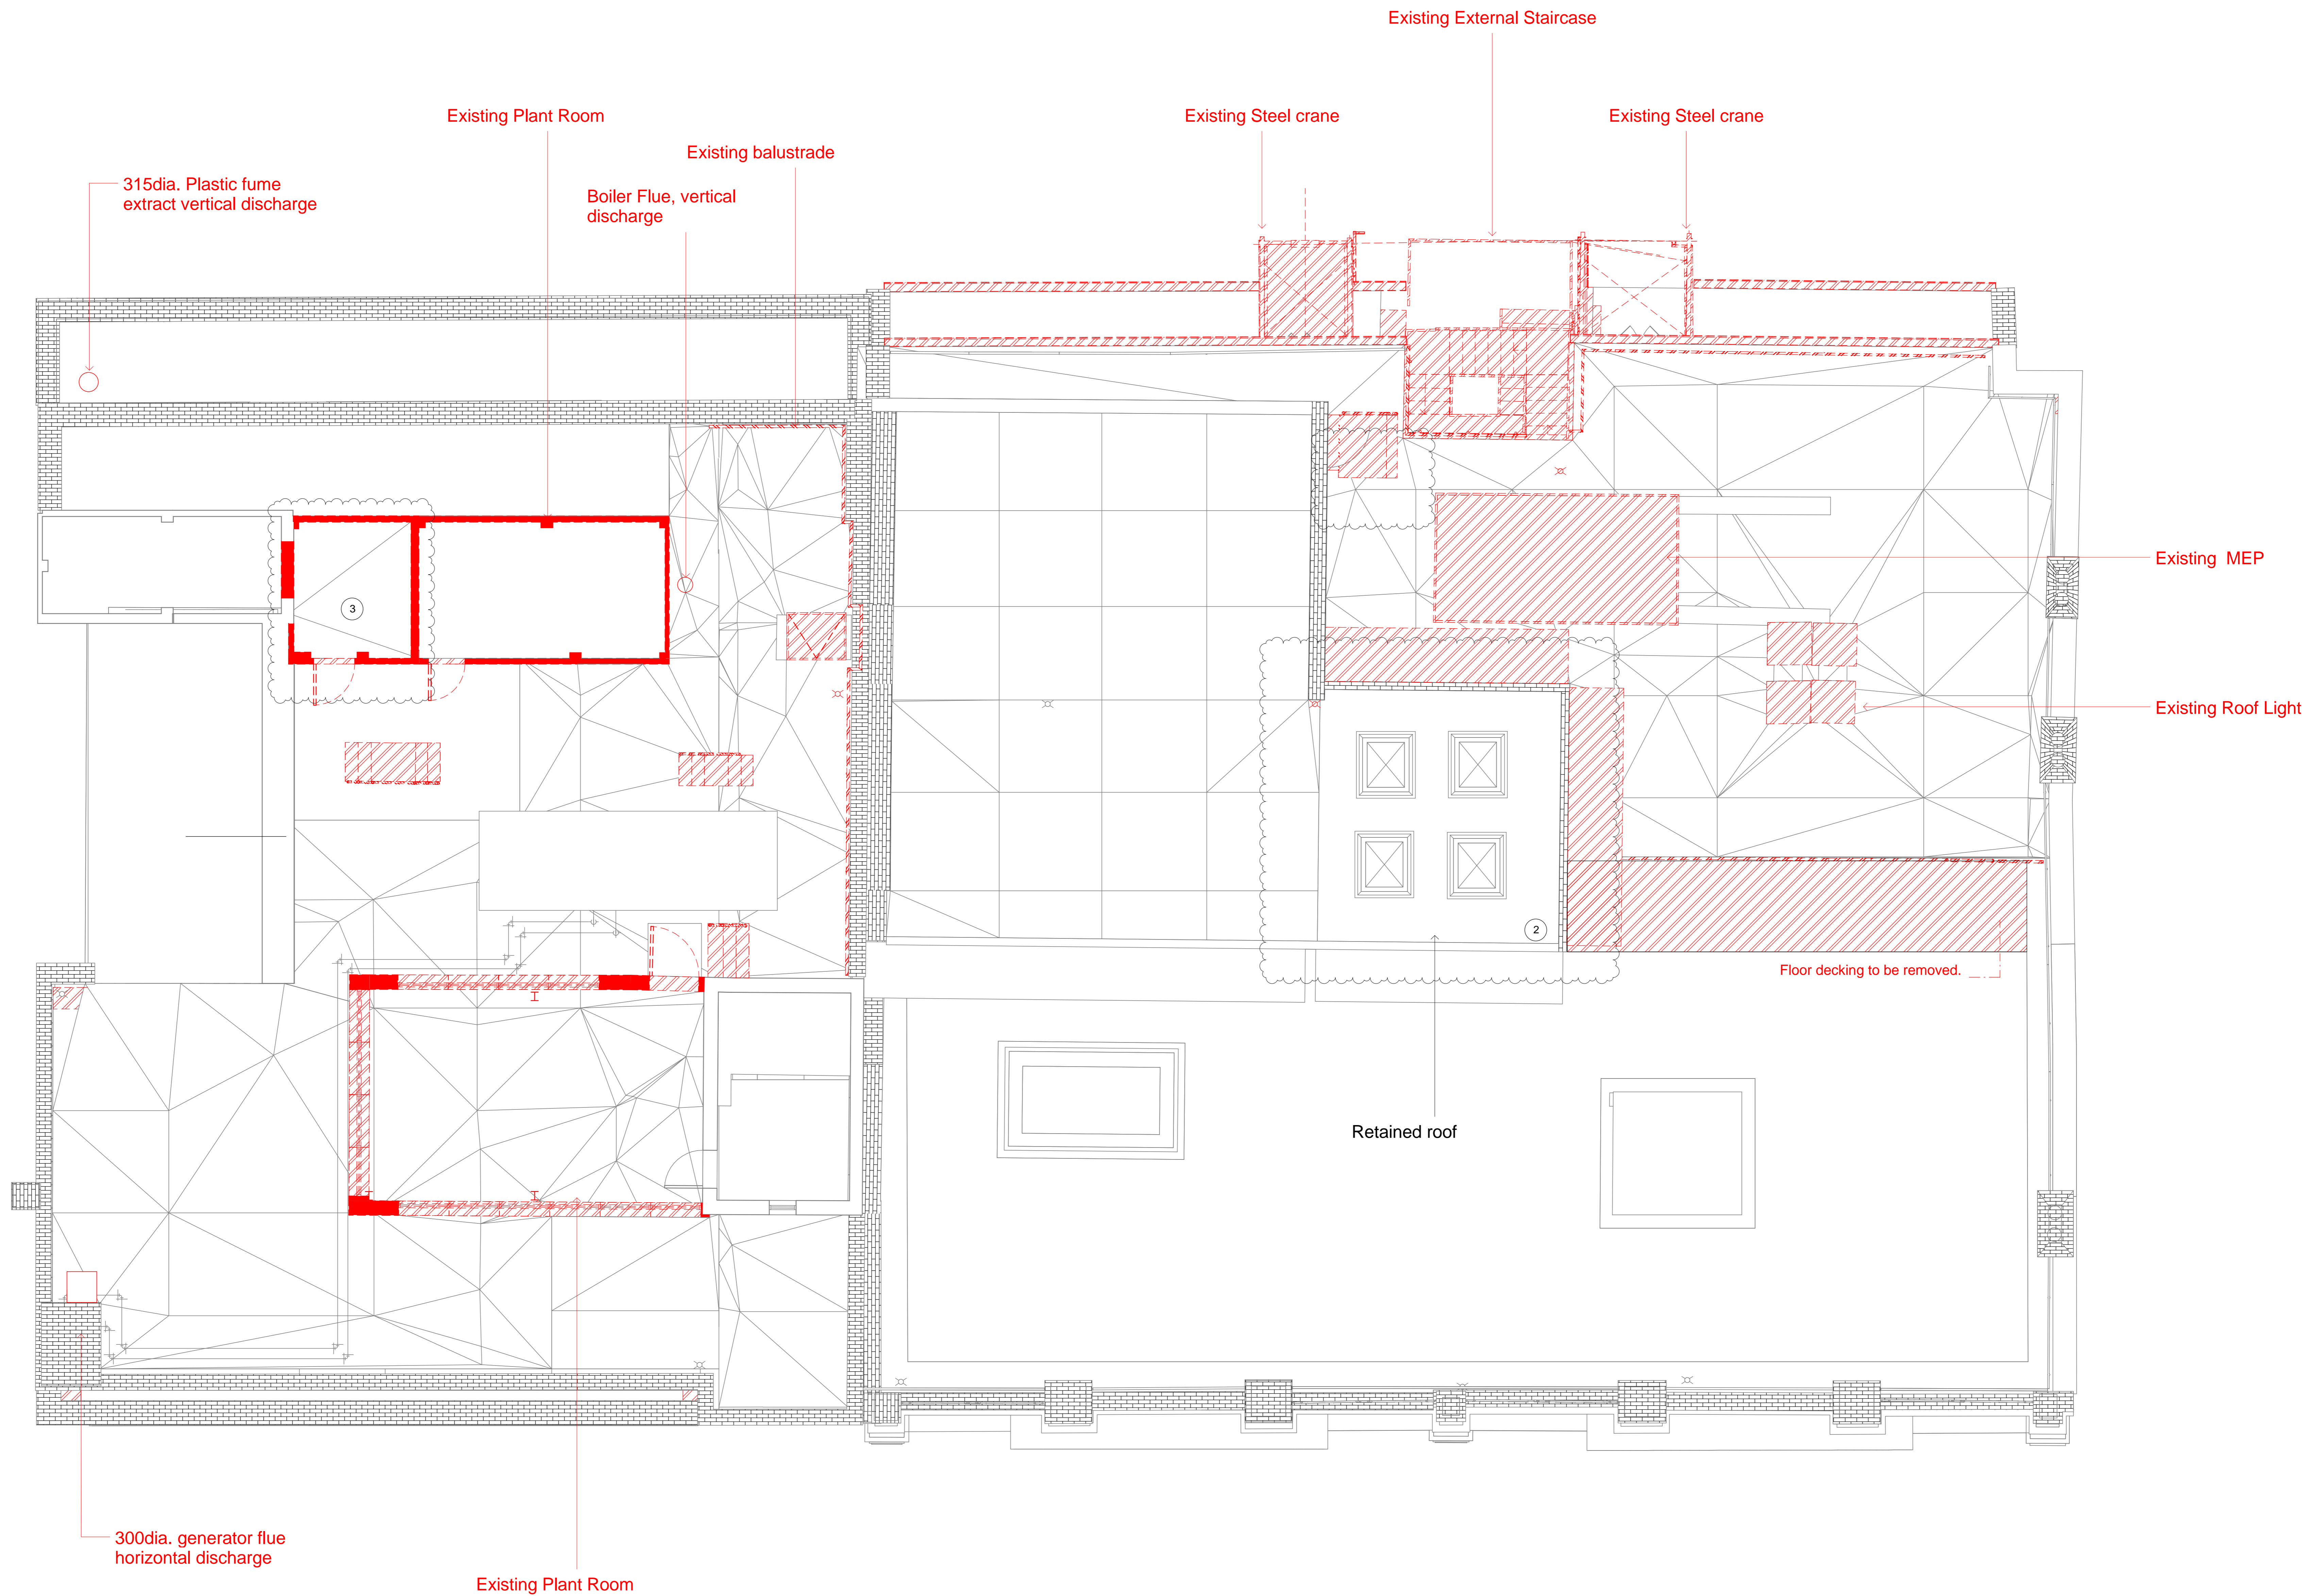 Existing External Staircase
Existing Plant Room
Existing Steel crane
Existing Steel crane
Existing balustrade
315dia. Plastic fume
extract vertical discharge
Boiler Flue, vertical
discharge
Existing  MEP
3
Existing Roof Light
2
Floor decking to be removed.
Retained roof
300dia. generator flue
horizontal discharge
Existing Plant Room